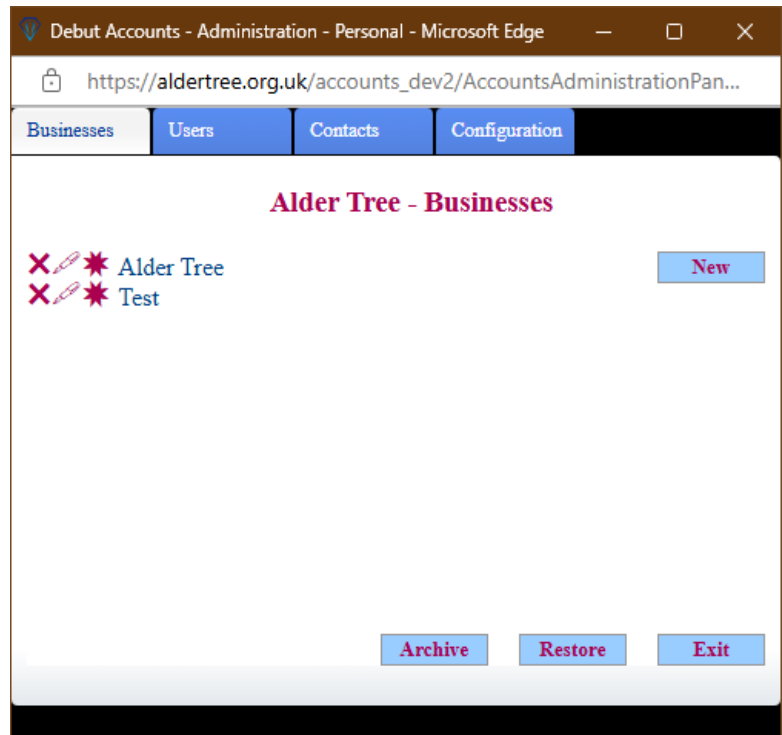 Debut Accounts - Administration - Personal - Microsoft Edge
https://aldertree.org.uk/accounts_dev2/AccountsAdministrationPan...
Businesses Users Contacts Configuration
Alder Tree - Businesses
Alder Tree New
Test
Archive Restore Exit